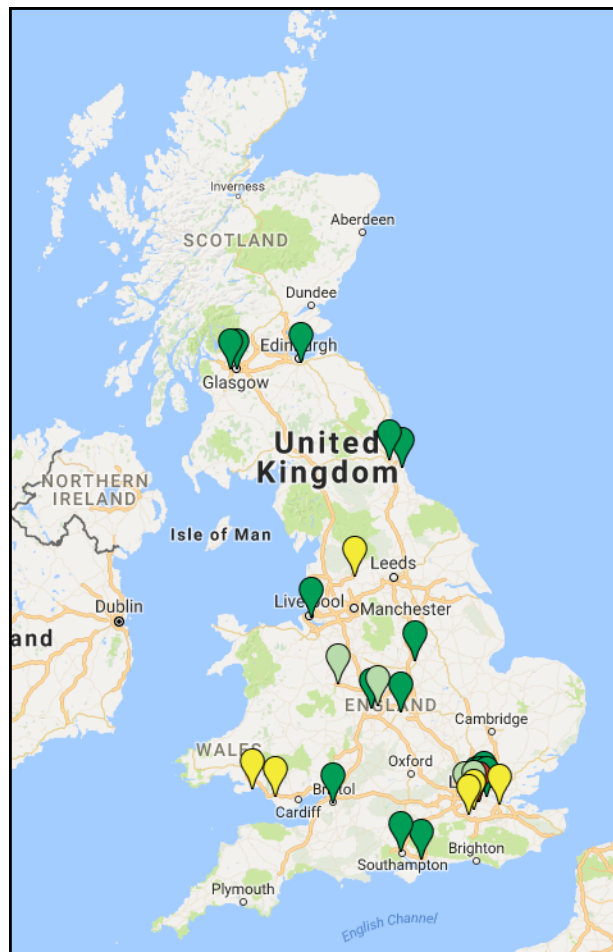 Inverness
Aberdeen
SCOTLAND
Dundee
Edinburgh
Glasgow
United
Kingdom
NORTHERN
IRELAND
Isle of Man
Leeds
Dublin
Liverpool
Manchester
and
ENGLAND
Cambridge
WALES
Oxford
L
Bristol
Cardiff
Brighton
Southampton
Plymouth
English Channel